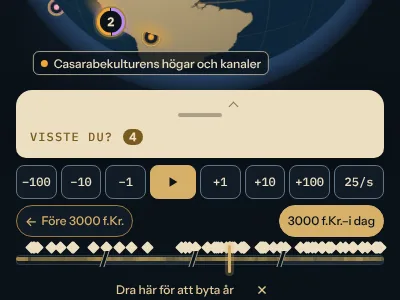 2
Casarabekulturens högar och kanaler
VISSTE DU? 4
−100 −10 −1 +1 +10 +100 25/s
← Före 3000 f.Kr. 3000 f.Kr.–i dag
Dra här för att byta år ×